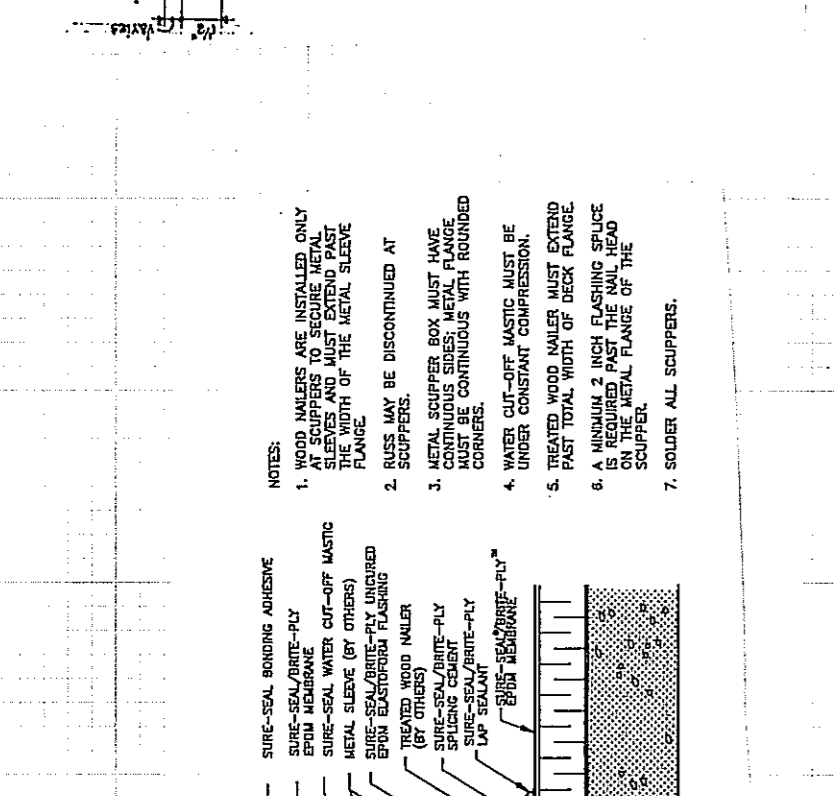 Varies
1/2"
NOTES:
1. WOOD NAILERS ARE INSTALLED ONLY
AT SCUPPERS TO SECURE METAL
SLEEVES AND MUST EXTEND PAST
THE WIDTH OF THE METAL SLEEVE
FLANGE.
2. RUSS MAY BE DISCONTINUED AT
SCUPPERS.
3. METAL SCUPPER BOX MUST HAVE
CONTINUOUS SIDES; METAL FLANGE
MUST BE CONTINUOUS WITH ROUNDED
CORNERS.
4. WATER CUT-OFF MASTIC MUST BE
UNDER CONSTANT COMPRESSION.
5. TREATED WOOD NAILER MUST EXTEND
PAST TOTAL WIDTH OF DECK FLANGE.
6. A MINIMUM 2 INCH FLASHING SPLICE
IS REQUIRED PAST THE NAIL HEAD
ON THE METAL FLANGE OF THE
SCUPPER.
7. SOLDER ALL SCUPPERS.
SURE-SEAL BONDING ADHESIVE
SURE-SEAL/BRITE-PLY
EPDM MEMBRANE
SURE-SEAL WATER CUT-OFF MASTIC
METAL SLEEVE (BY OTHERS)
SURE-SEAL/BRITE-PLY UNCURED
EPDM ELASTOFORM FLASHING
TREATED WOOD NAILER
(BY OTHERS)
SURE-SEAL/BRITE-PLY
SPLICING CEMENT
SURE-SEAL/BRITE-PLY
LAP SEALANT
SURE-SEAL®/BRITE-PLY™
EPDM MEMBRANE